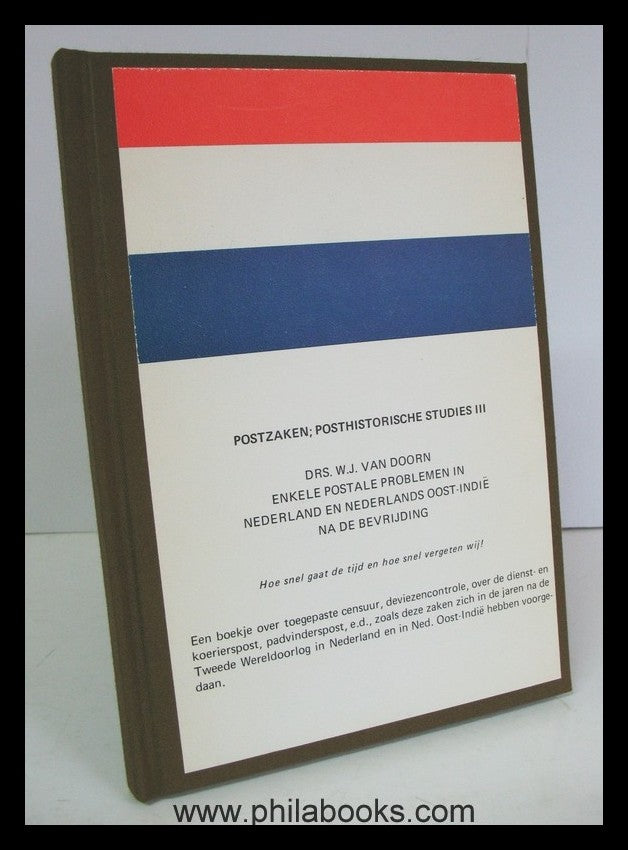 POSTZAKEN; POSTHISTORISCHE STUDIES III
DRS. W.J. VAN DOORN
ENKELE POSTALE PROBLEMEN IN
NEDERLAND EN NEDERLANDS OOST-INDIË
NA DE BEVRIJDING
Hoe snel gaat de tijd en hoe snel vergeten wij!
Een boekje over toegepaste censuur, deviezencontrole, over de dienst- en
koerierspost, padvinderspost, e.d., zoals deze zaken zich in de jaren na de
Tweede Wereldoorlog in Nederland en in Ned. Oost-Indië hebben voorge-
daan.
www.philabooks.com